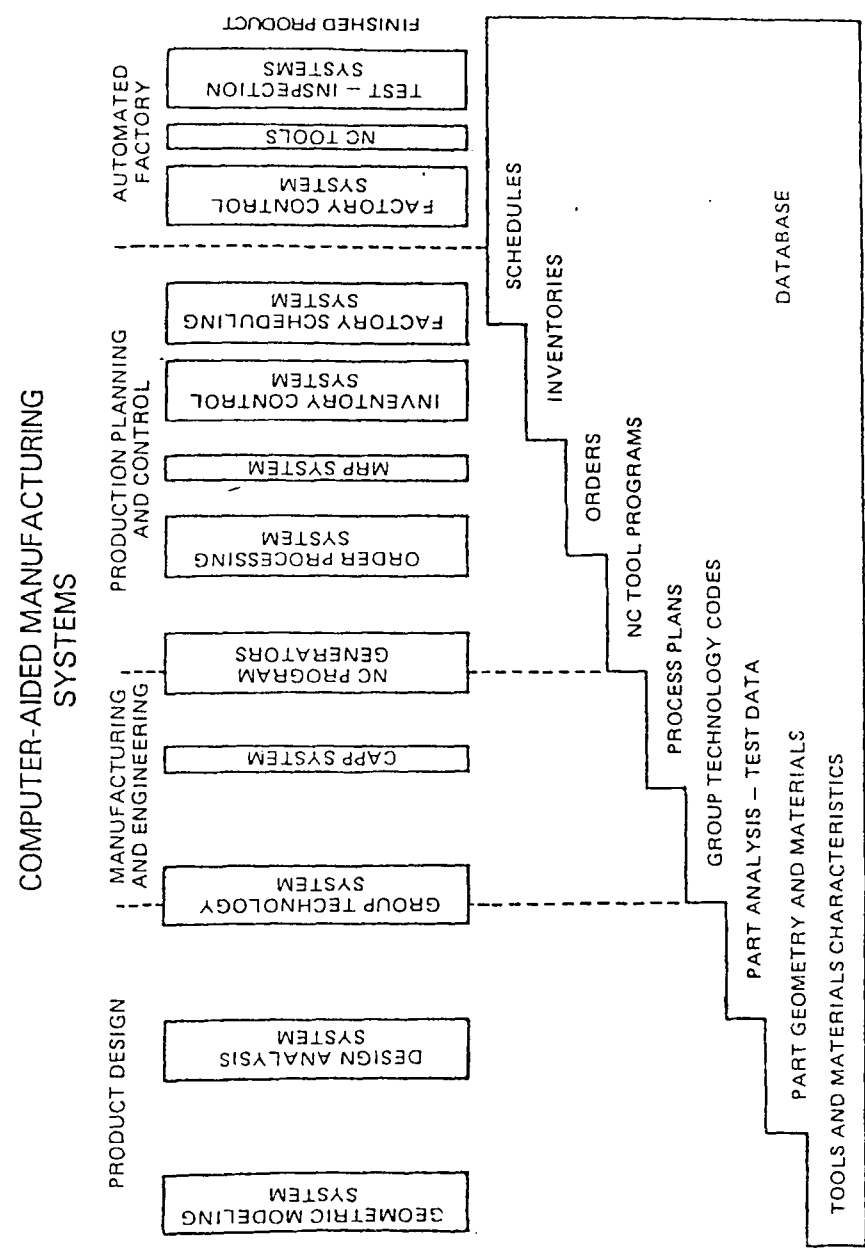 COMPUTER-AIDED MANUFACTURING
SYSTEMS
PRODUCT DESIGN
MANUFACTURING
AND ENGINEERING
PRODUCTION PLANNING
AND CONTROL
AUTOMATED
FACTORY
GEOMETRIC MODELING
SYSTEM
DESIGN ANALYSIS
SYSTEM
GROUP TECHNOLOGY
SYSTEM
CAPP SYSTEM
NC PROGRAM
GENERATORS
ORDER PROCESSING
SYSTEM
MRP SYSTEM
INVENTORY CONTROL
SYSTEM
FACTORY SCHEDULING
SYSTEM
FACTORY CONTROL
SYSTEM
NC TOOLS
TEST – INSPECTION
SYSTEMS
FINISHED PRODUCT
SCHEDULES
INVENTORIES
ORDERS
NC TOOL PROGRAMS
PROCESS PLANS
GROUP TECHNOLOGY CODES
PART ANALYSIS – TEST DATA
PART GEOMETRY AND MATERIALS
TOOLS AND MATERIALS CHARACTERISTICS
DATABASE